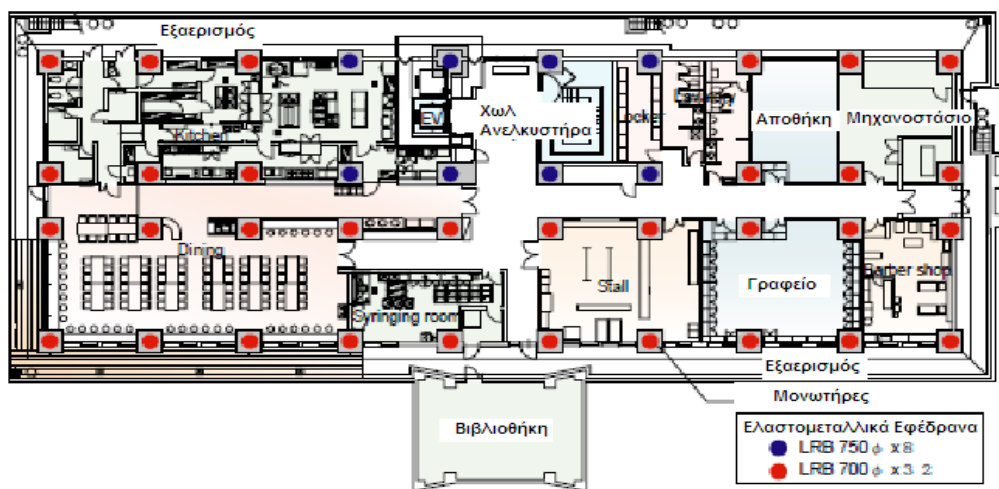 Εξαερισμός
Kitchen
EV
Χωλ
Ανελκυστήρα
ocker
Αποθήκη
Μηχανοστάσιο
Dining
Syringing room
Stall
Γραφείο
Barber shop
Εξαερισμός
Μονωτήρες
Βιβλιοθήκη
Ελαστομεταλλικά Εφέδρανα
LRB 750 φ x 8
LRB 700 φ x 3 2